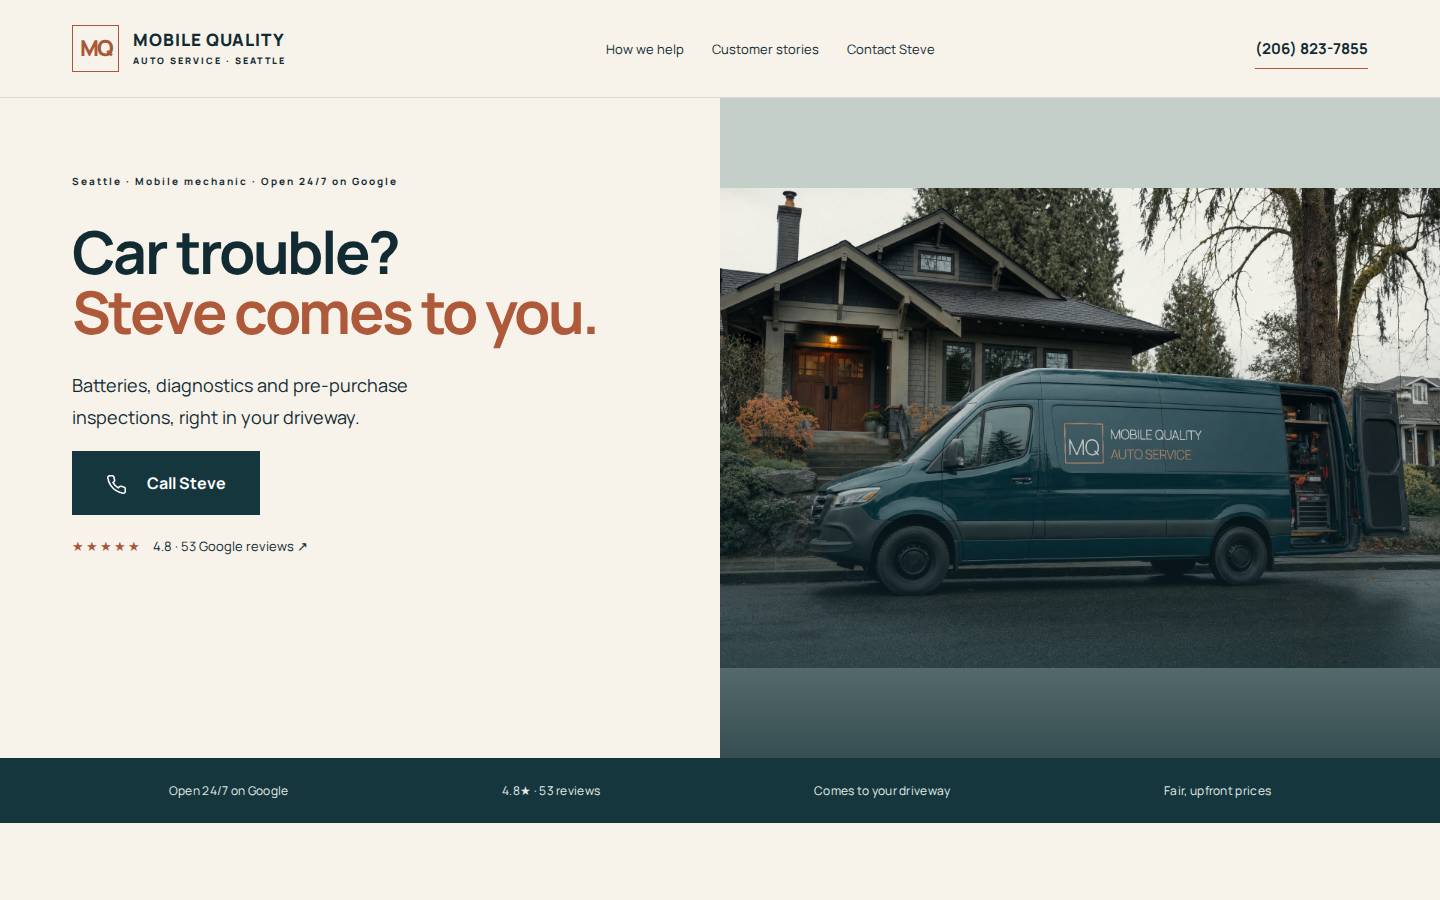 MQ
MOBILE QUALITY
AUTO SERVICE · SEATTLE
How we help
Customer stories
Contact Steve
(206) 823-7855
Seattle · Mobile mechanic · Open 24/7 on Google
Car trouble?
Steve comes to you.
Batteries, diagnostics and pre-purchase
inspections, right in your driveway.
Call Steve
★★★★★ 4.8 · 53 Google reviews ↗
MQ
MOBILE QUALITY
AUTO SERVICE
Open 24/7 on Google
4.8★ · 53 reviews
Comes to your driveway
Fair, upfront prices